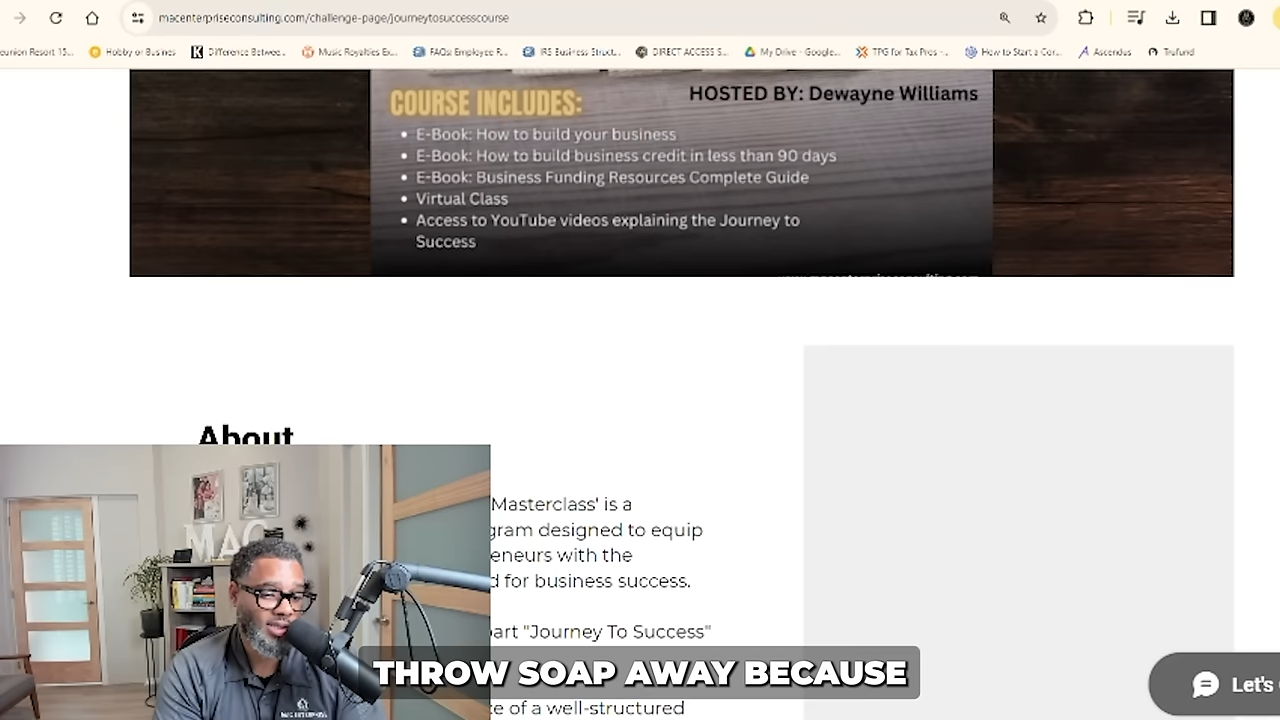 macenterpriseconsulting.com/challenge-page/journeytosuccesscourse
eunion Resort 15...
Hobby or Busines
Difference Betwee...
Music Royalties Ex...
FAQs: Employee R...
IRS Business Struct...
DIRECT ACCESS S...
My Drive - Google...
TPG for Tax Pros -...
How to Start a Cor...
Ascendus
Trufund
COURSE INCLUDES:
HOSTED BY: Dewayne Williams
• E-Book: How to build your business
• E-Book: How to build business credit in less than 90 days
• E-Book: Business Funding Resources Complete Guide
• Virtual Class
• Access to YouTube videos explaining the Journey to
Success
About
Masterclass' is a
gram designed to equip
eneurs with the
d for business success.
art "Journey To Success"
MAC
THROW SOAP AWAY BECAUSE
of a well-structured
Let's